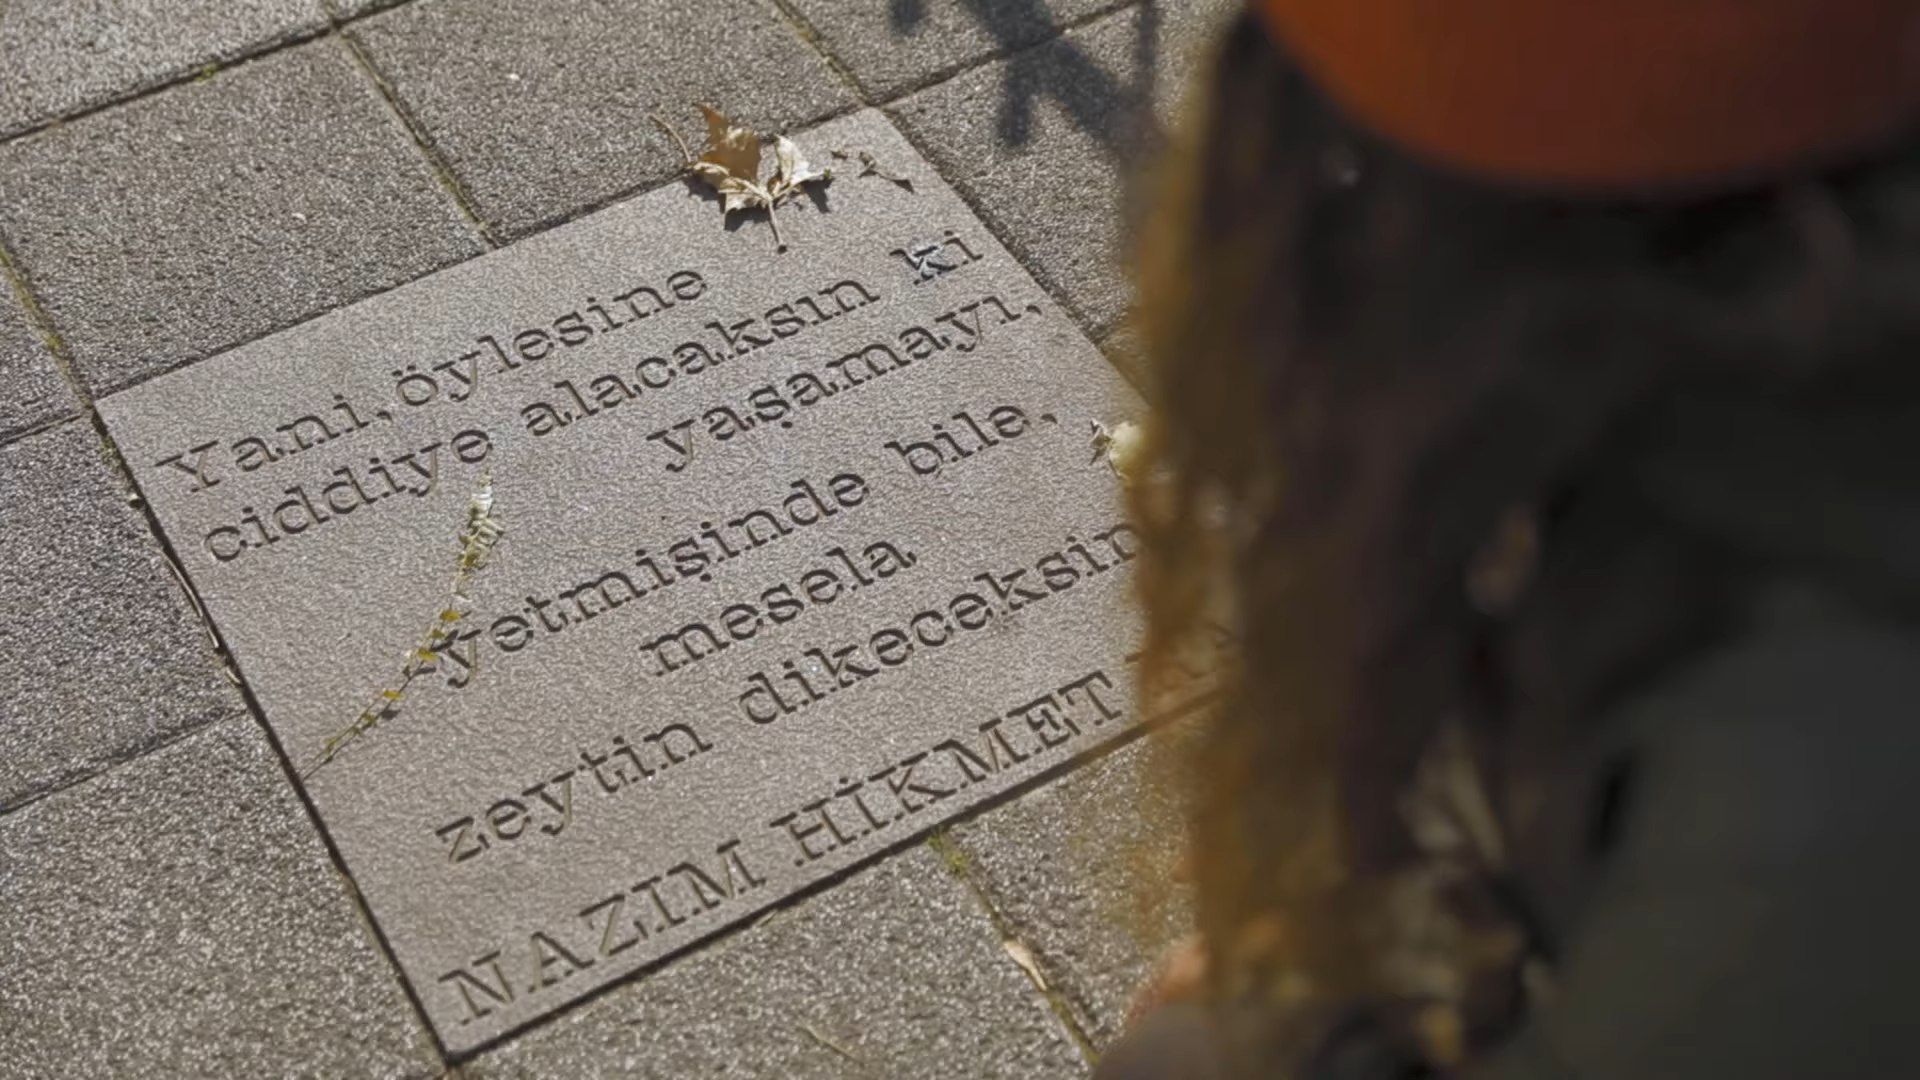 Yani,öylesine
ciddiye alacaksın ki
yaşamayı,
yetmişinde bile,
mesela
zeytin dikeceksin
NAZIM HİKMET